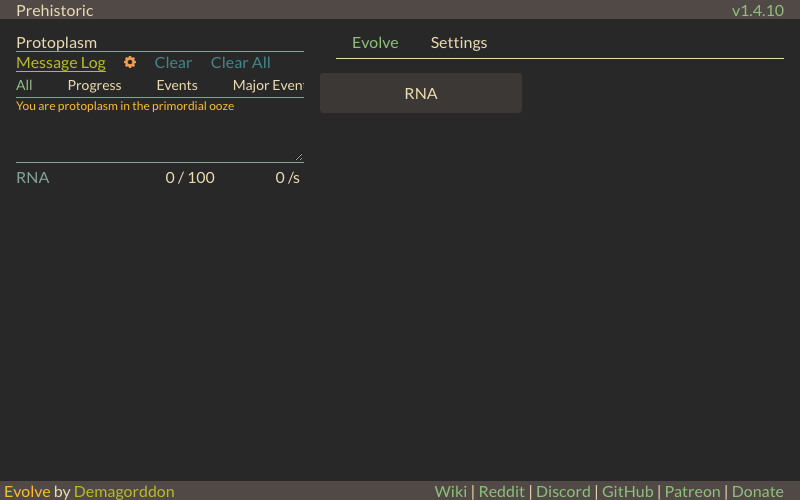 Prehistoric v1.4.10
Protoplasm
Message Log Clear Clear All
All Progress Events Major Even
You are protoplasm in the primordial ooze
RNA 0 / 100 0 /s
Evolve Settings
RNA
Evolve by Demagorddon
Wiki | Reddit | Discord | GitHub | Patreon | Donate